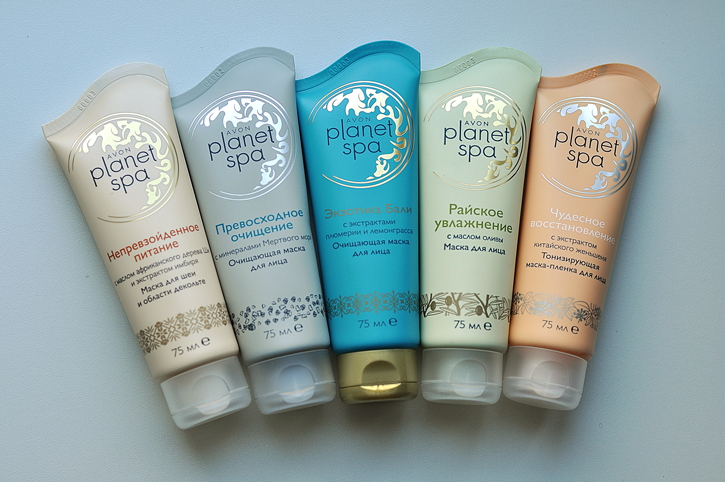 AVON
planet
spa
Непревзойденное
питание
с маслом африканского дерева Ши
и экстрактом имбиря
Маска для шеи
и области декольте
75 мл e
AVON
planet
spa
Превосходное
очищение
с минералами Мертвого моря
Очищающая маска
для лица
75 мл e
AVON
planet
spa
Экзотика Бали
с экстрактами
плюмерии и лемонграсса
Очищающая маска
для лица
75 мл e
AVON
planet
spa
Райское
увлажнение
с маслом оливы
Маска для лица
75 мл e
AVON
planet
spa
Чудесное
восстановление
с экстрактом
китайского женьшеня
Тонизирующая
маска-пленка для лица
75 мл e